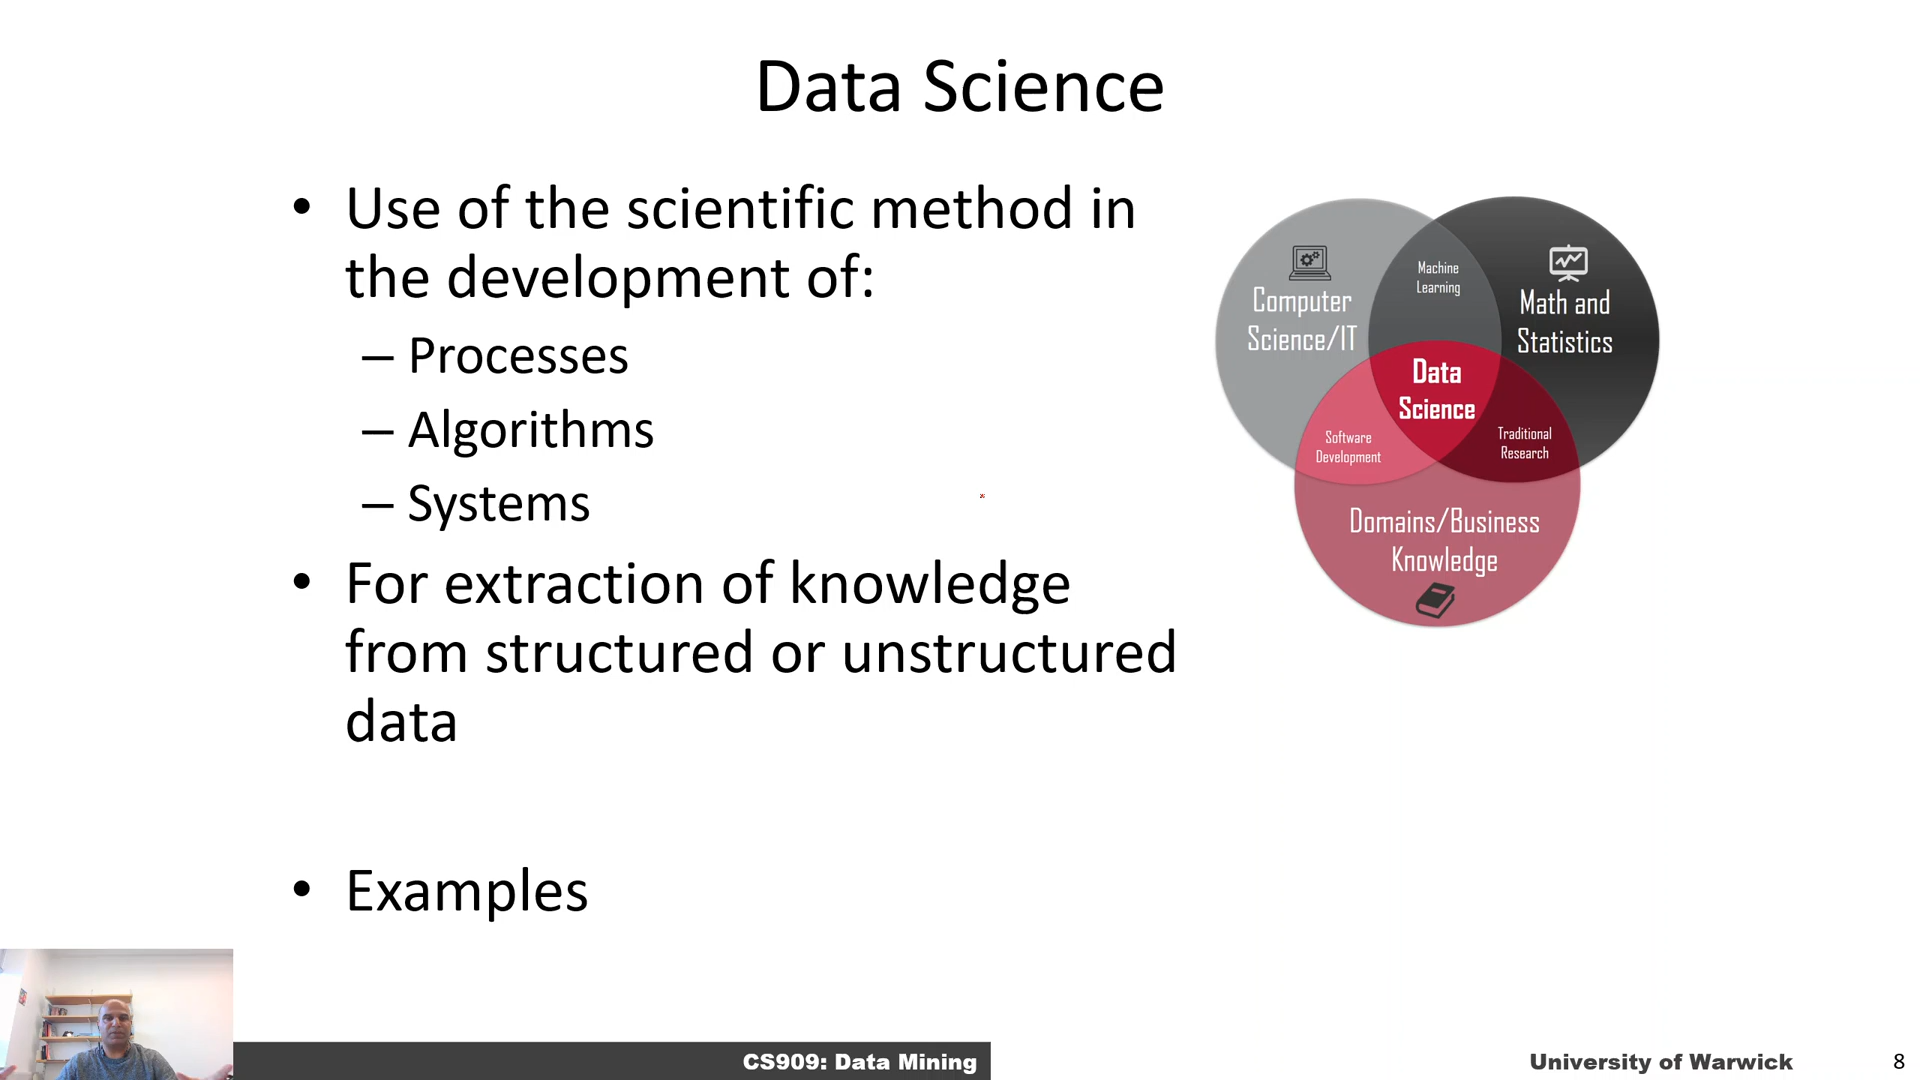 Data Science
• Use of the scientific method in
the development of:
– Processes
– Algorithms
– Systems
• For extraction of knowledge
from structured or unstructured
data
• Examples
Computer
Science/IT
Machine
Learning
Math and
Statistics
Data
Science
Software
Development
Traditional
Research
Domains/Business
Knowledge
CS909: Data Mining
University of Warwick
8